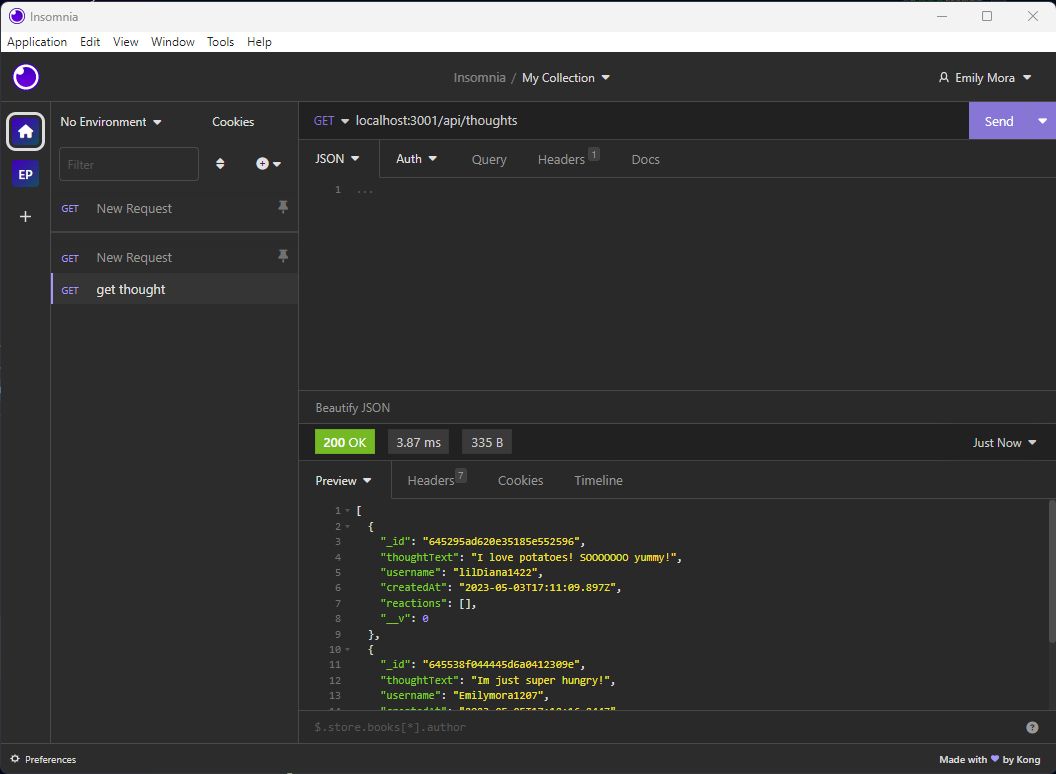 Insomnia
Application Edit View Window Tools Help
Insomnia / My Collection
Emily Mora
No Environment
Cookies
GET localhost:3001/api/thoughts
Send
Filter
JSON Auth Query Headers 1 Docs
EP
1 ...
GET New Request
GET New Request
GET get thought
Beautify JSON
200 OK 3.87 ms 335 B
Just Now
Preview Headers 7 Cookies Timeline
1 [
2 {
3 "_id": "645295ad620e35185e552596",
4 "thoughtText": "I love potatoes! SOOOOOOO yummy!",
5 "username": "lilDiana1422",
6 "createdAt": "2023-05-03T17:11:09.897Z",
7 "reactions": [],
8 "__v": 0
9 },
10 {
11 "_id": "645538f044445d6a0412309e",
12 "thoughtText": "Im just super hungry!",
13 "username": "Emilymora1207",
$.store.books[*].author
Preferences
Made with by Kong